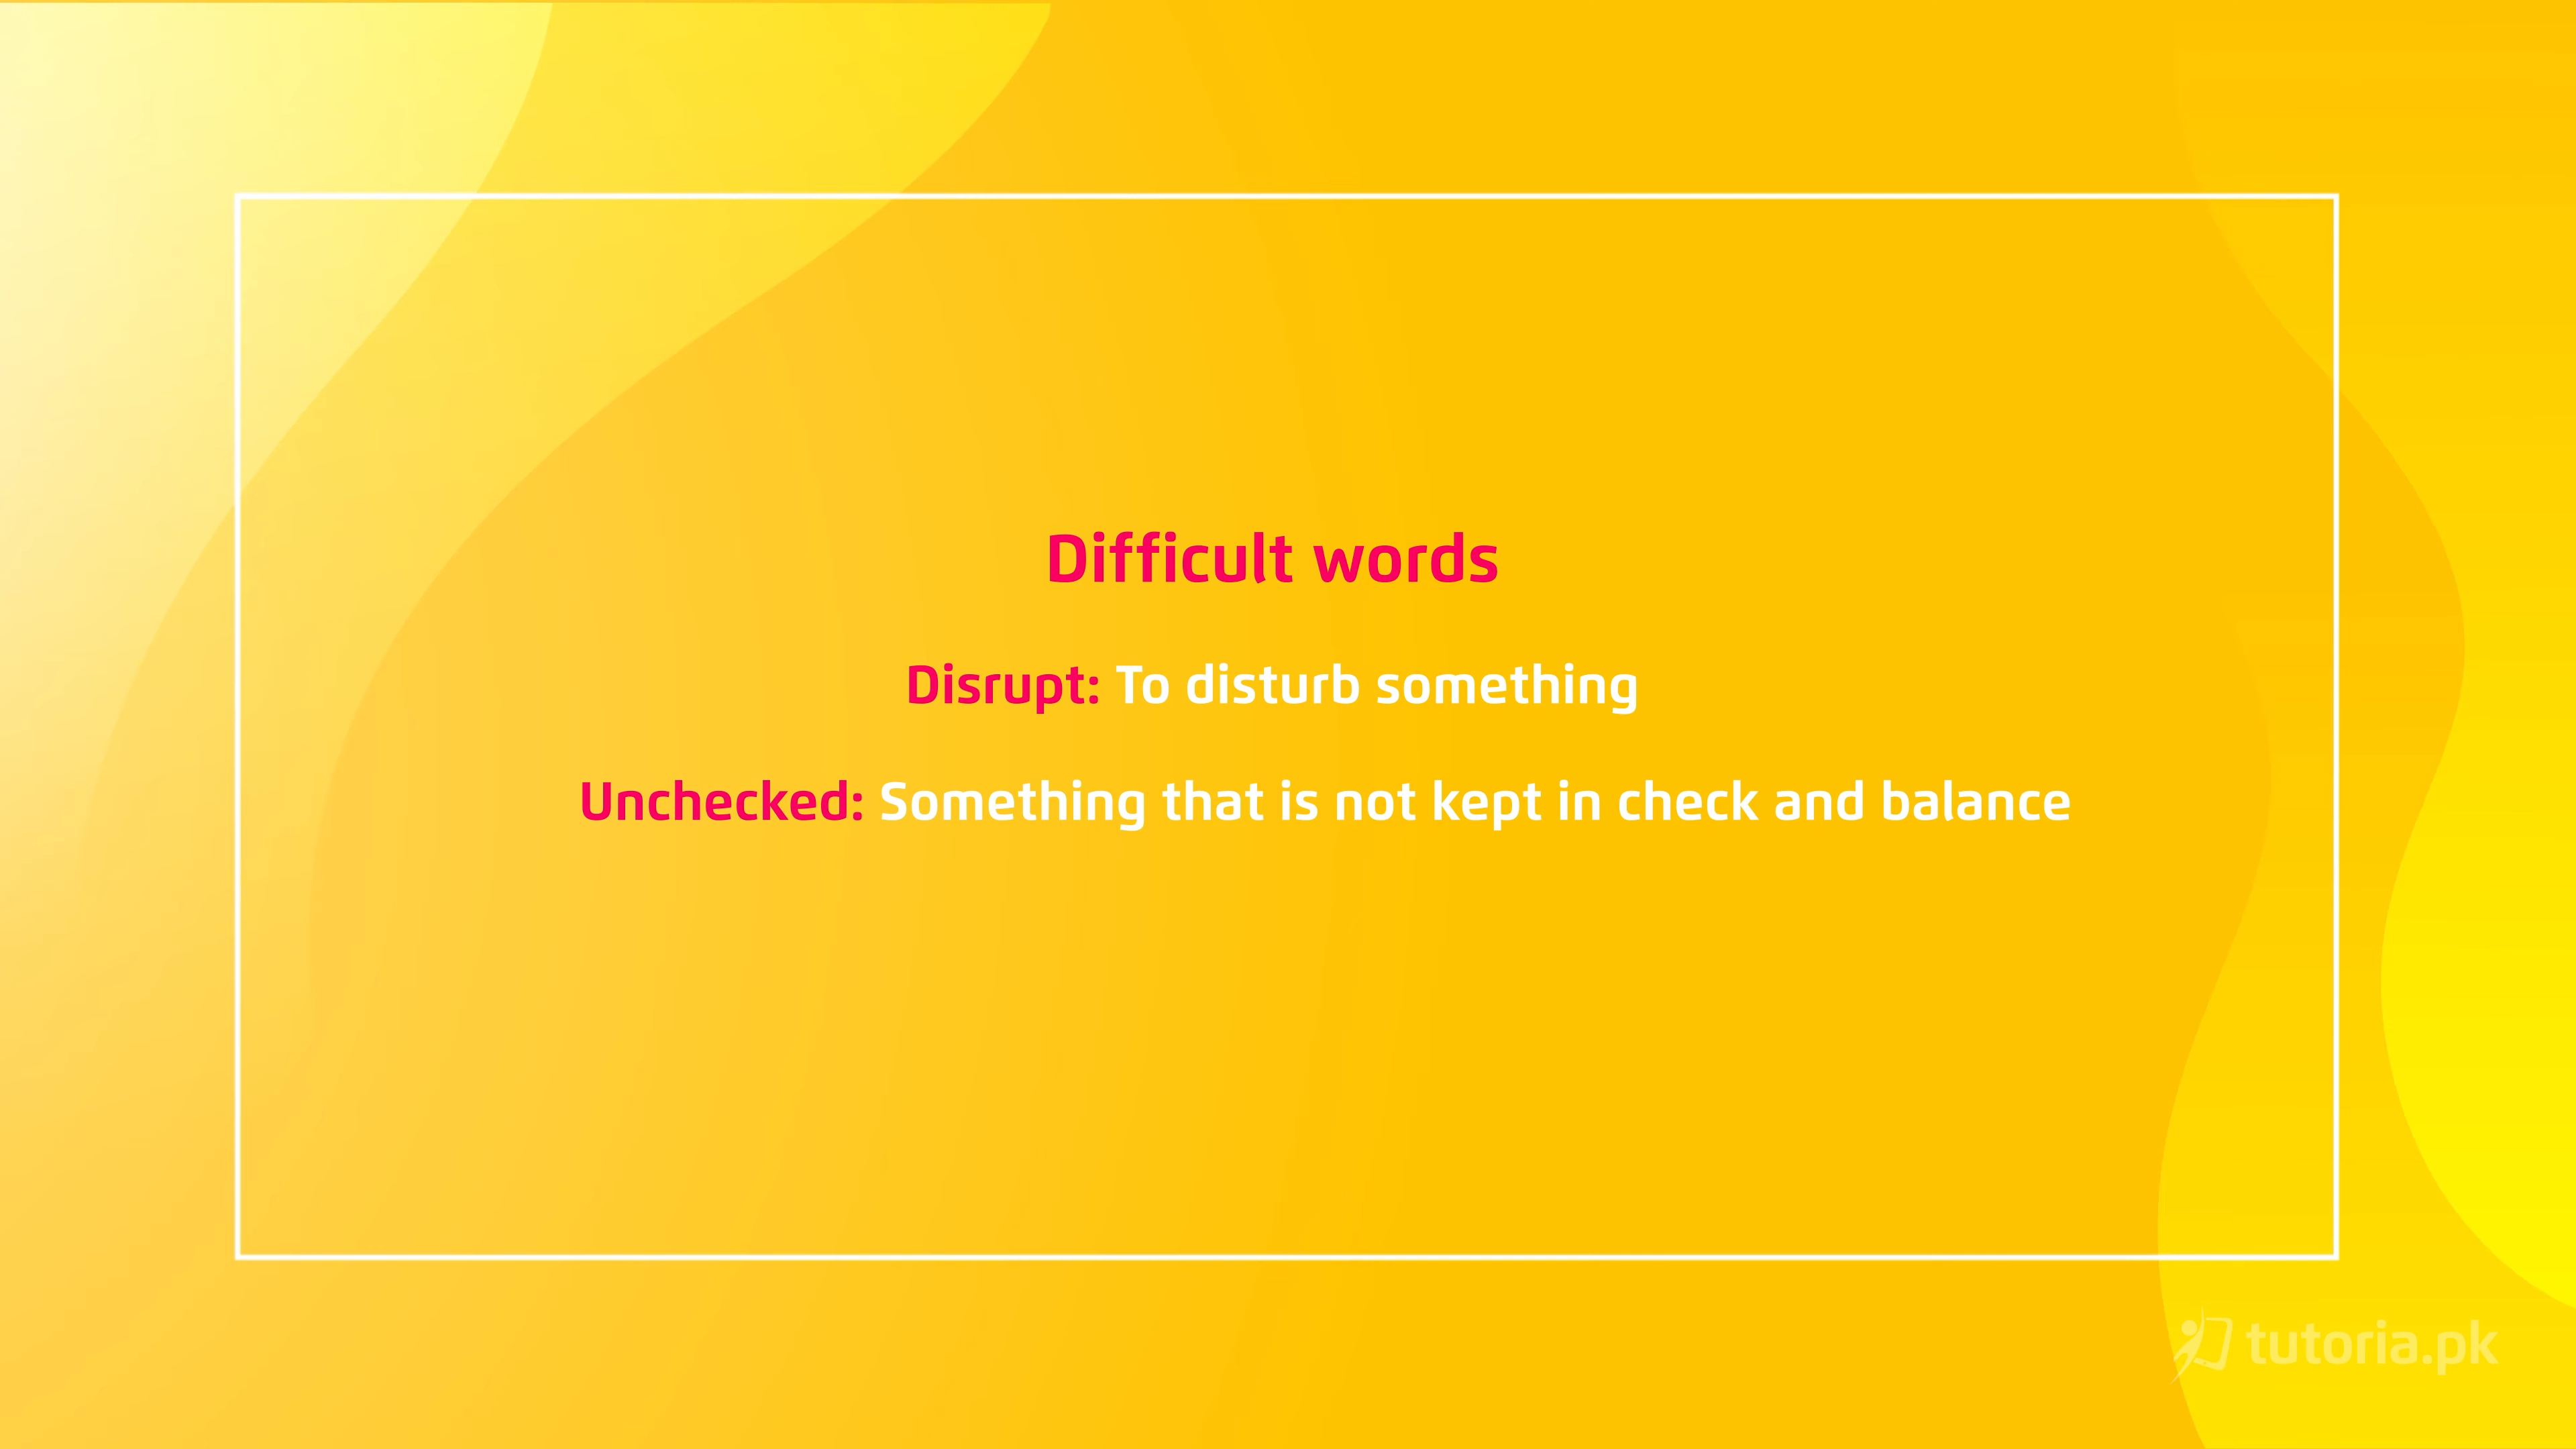 Difficult words
Disrupt: To disturb something
Unchecked: Something that is not kept in check and balance
tutoria.pk